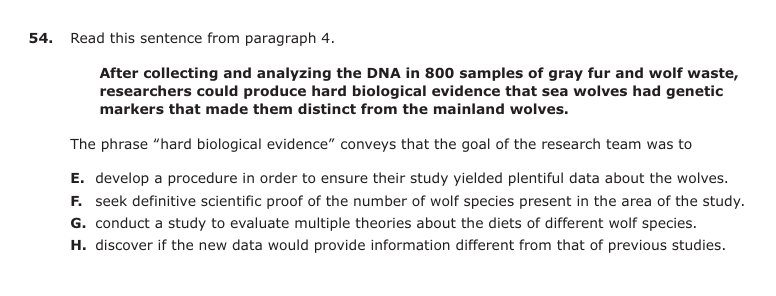 54. Read this sentence from paragraph 4.
After collecting and analyzing the DNA in 800 samples of gray fur and wolf waste,
researchers could produce hard biological evidence that sea wolves had genetic
markers that made them distinct from the mainland wolves.
The phrase “hard biological evidence” conveys that the goal of the research team was to
E. develop a procedure in order to ensure their study yielded plentiful data about the wolves.
F. seek definitive scientific proof of the number of wolf species present in the area of the study.
G. conduct a study to evaluate multiple theories about the diets of different wolf species.
H. discover if the new data would provide information different from that of previous studies.